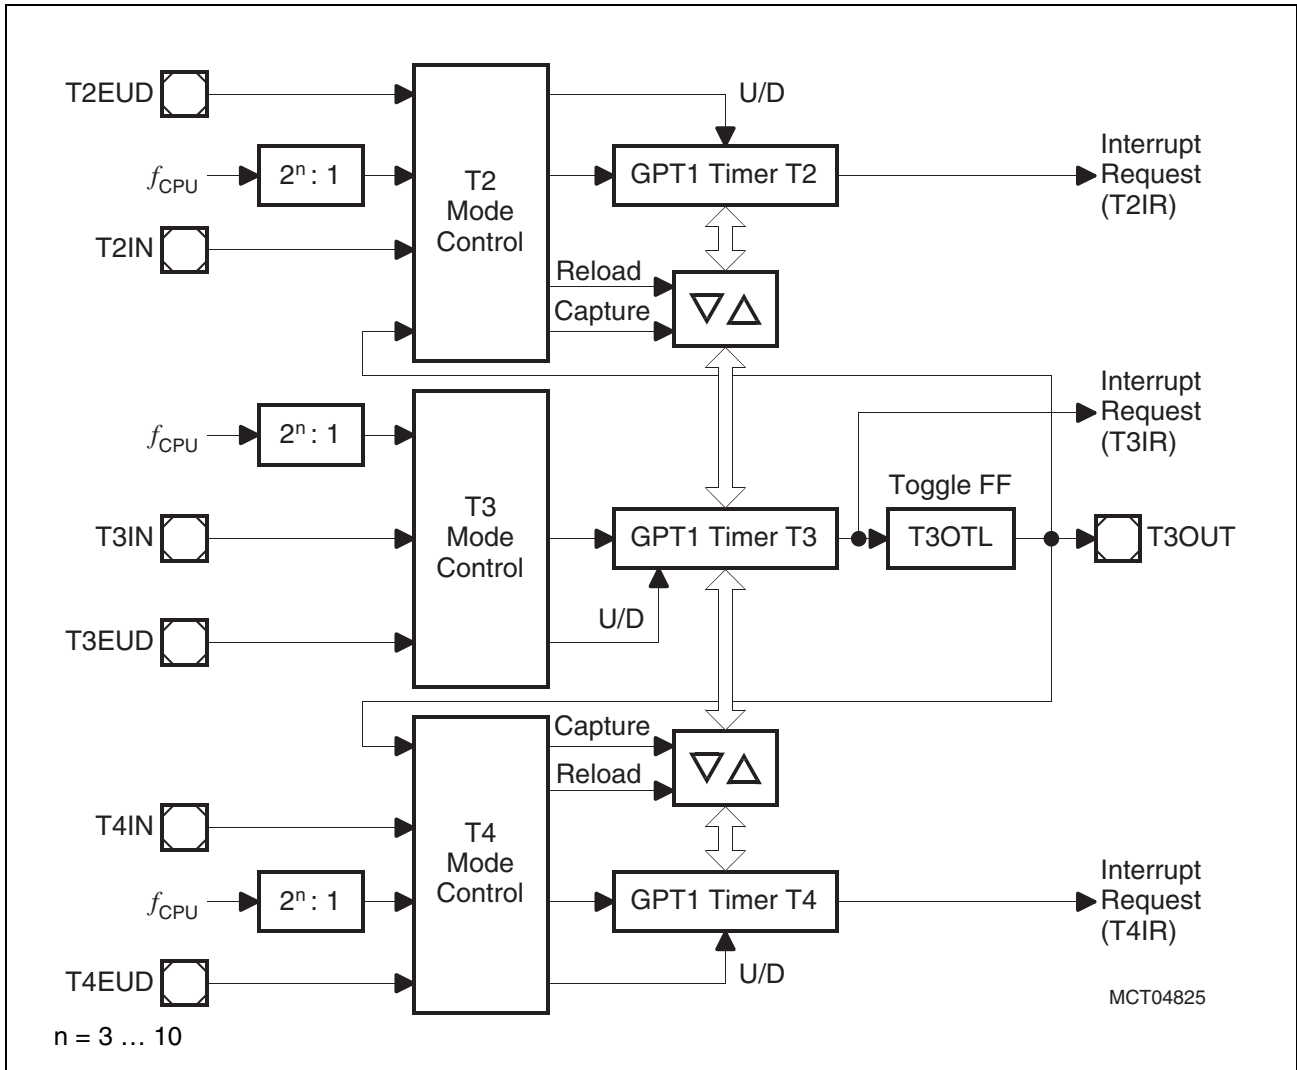 T2EUD
U/D
Interrupt
Request
(T2IR)
fCPU
2ⁿ : 1
T2
Mode
Control
GPT1 Timer T2
T2IN
Reload
Capture
Interrupt
Request
(T3IR)
fCPU
2ⁿ : 1
Toggle FF
T3IN
T3
Mode
Control
GPT1 Timer T3
T3OTL
T3OUT
U/D
T3EUD
Capture
Reload
T4IN
T4
Mode
Control
fCPU
2ⁿ : 1
GPT1 Timer T4
Interrupt
Request
(T4IR)
T4EUD
U/D
MCT04825
n = 3 … 10